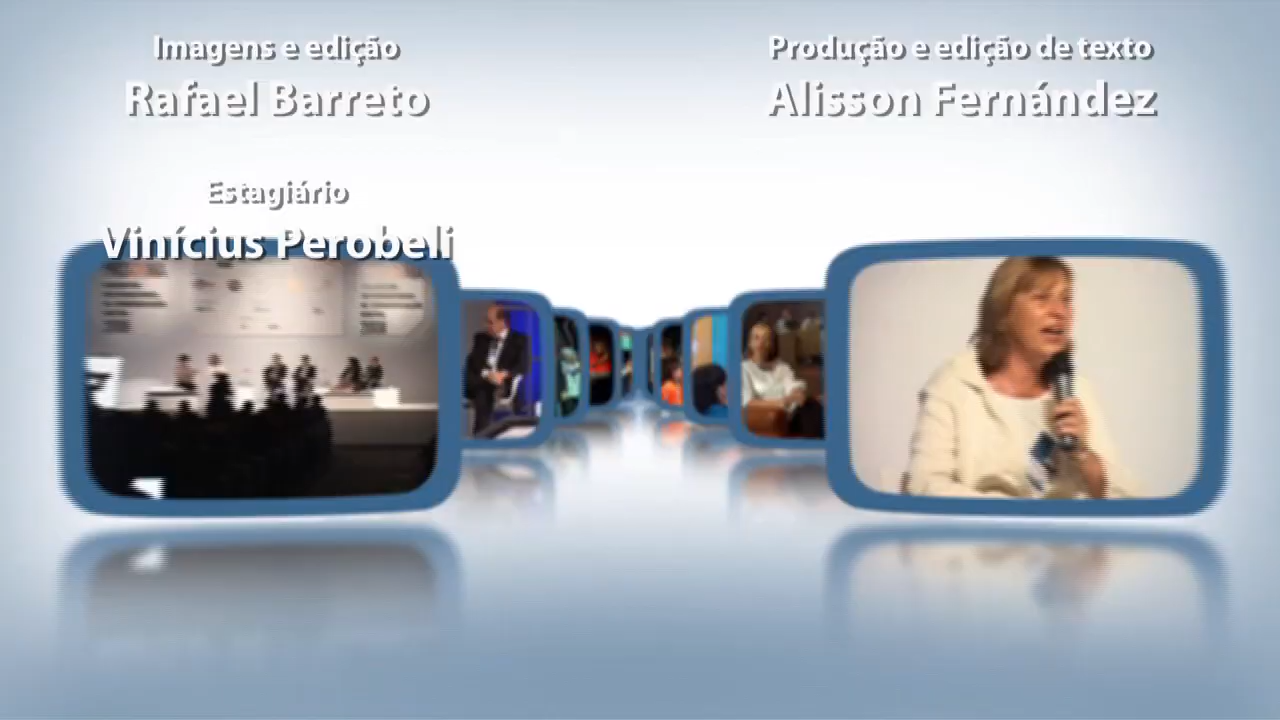 Imagens e edição
Rafael Barreto
Estagiário
Vinícius Perobeli
Produção e edição de texto
Alisson Fernández